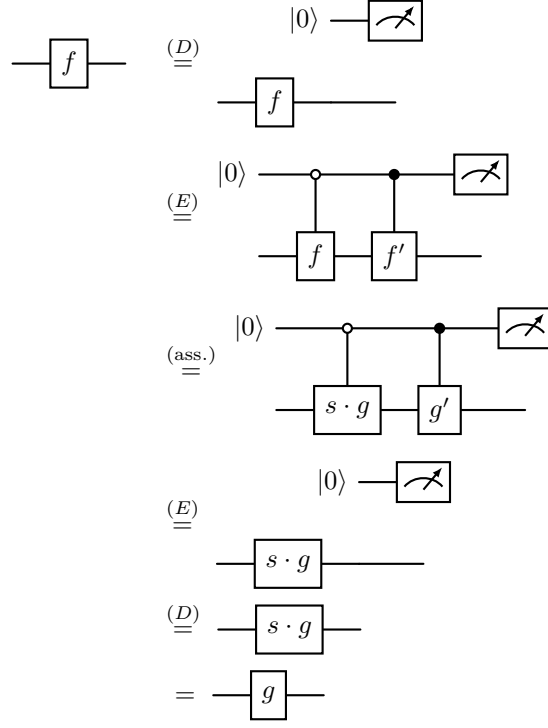 |0⟩
f (D) =
f
|0⟩
(E) =
f f′
|0⟩
(ass.) =
s · g g′
|0⟩
(E) =
s · g
(D) = s · g
= g